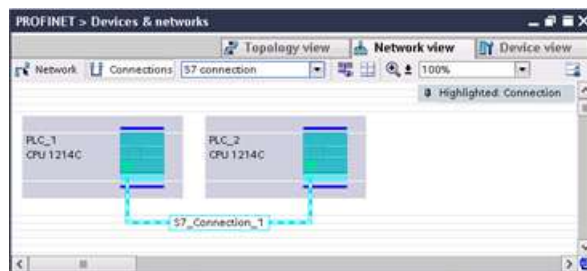 PROFINET > Devices & networks
Topology view Network view Device view
Network Connections S7 connection 100%
Highlighted: Connection
PLC_1
CPU 1214C
PLC_2
CPU 1214C
S7_Connection_1